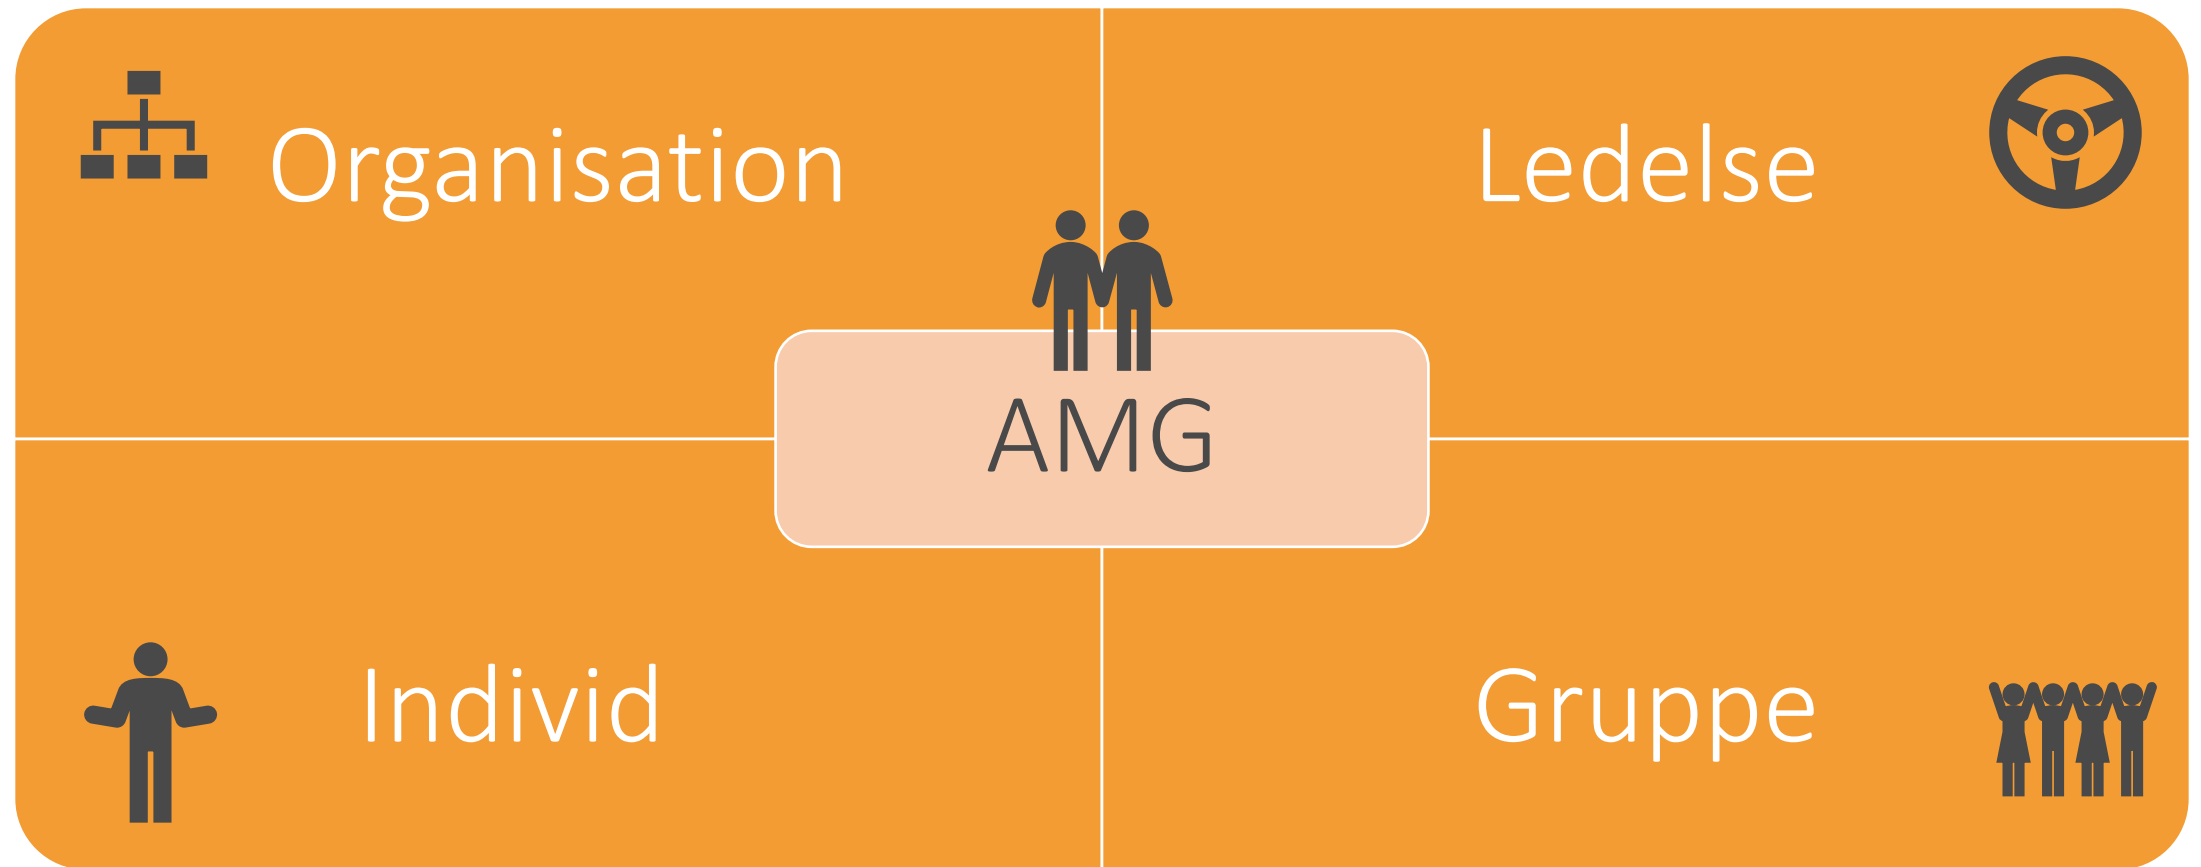 Organisation
Ledelse
AMG
Individ
Gruppe